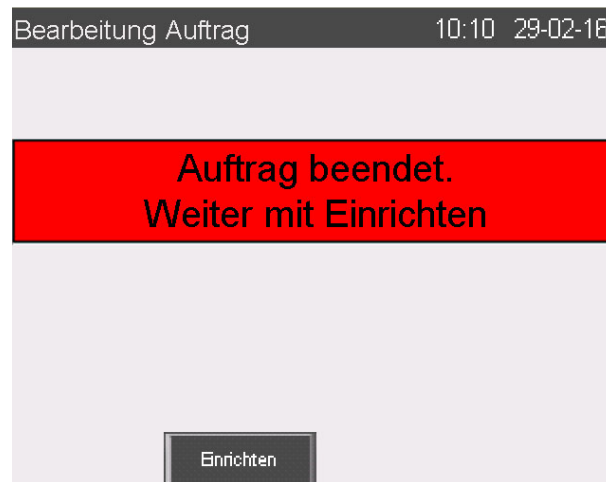 Bearbeitung Auftrag 10:10 29-02-16
Auftrag beendet.
Weiter mit Einrichten
Einrichten